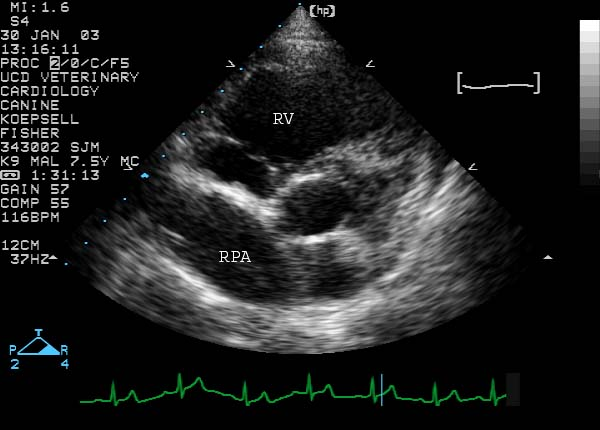 MI:1.6
S4
30 JAN 03
13:16:11
PROC 2/0/C/F5
UCD VETERINARY
CARDIOLOGY
CANINE
KOEPSELL
FISHER
343002 SJM
K9 MAL 7.5Y MC
1:31:13
GAIN 57
COMP 55
116BPM
12CM
37HZ
[hp]
RV
RPA
T
P R
2 4